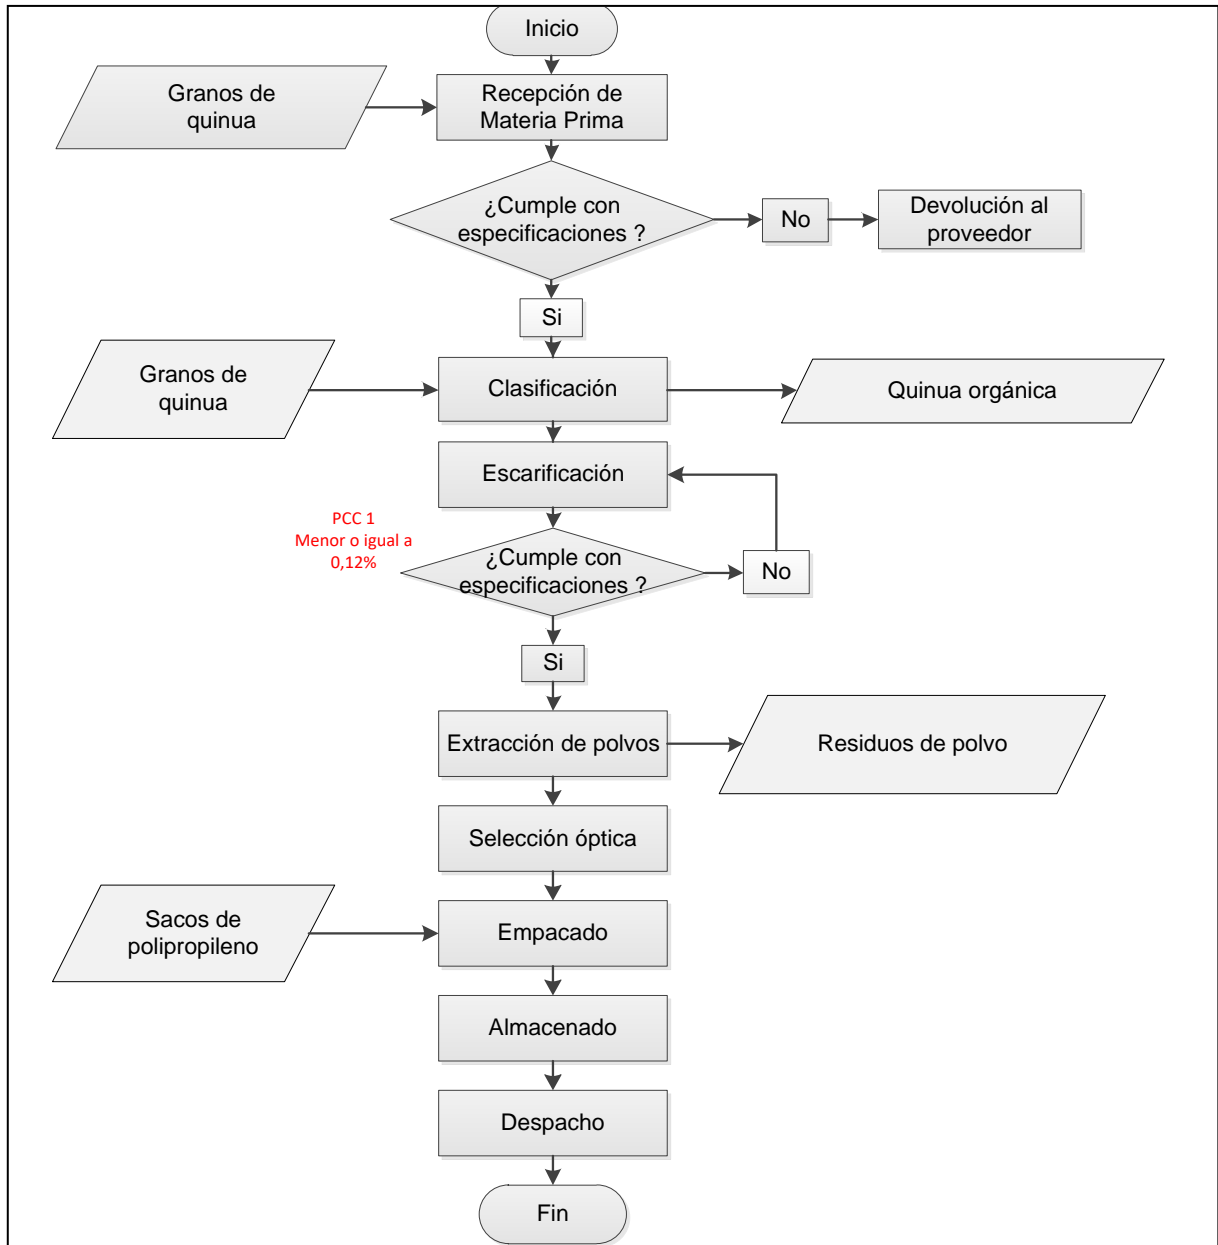 Inicio
Granos de
quinua
Recepción de
Materia Prima
¿Cumple con
especificaciones ?
No
Devolución al
proveedor
Si
Granos de
quinua
Clasificación
Quinua orgánica
Escarificación
PCC 1
Menor o igual a
0,12%
¿Cumple con
especificaciones ?
No
Si
Extracción de polvos
Residuos de polvo
Selección óptica
Sacos de
polipropileno
Empacado
Almacenado
Despacho
Fin